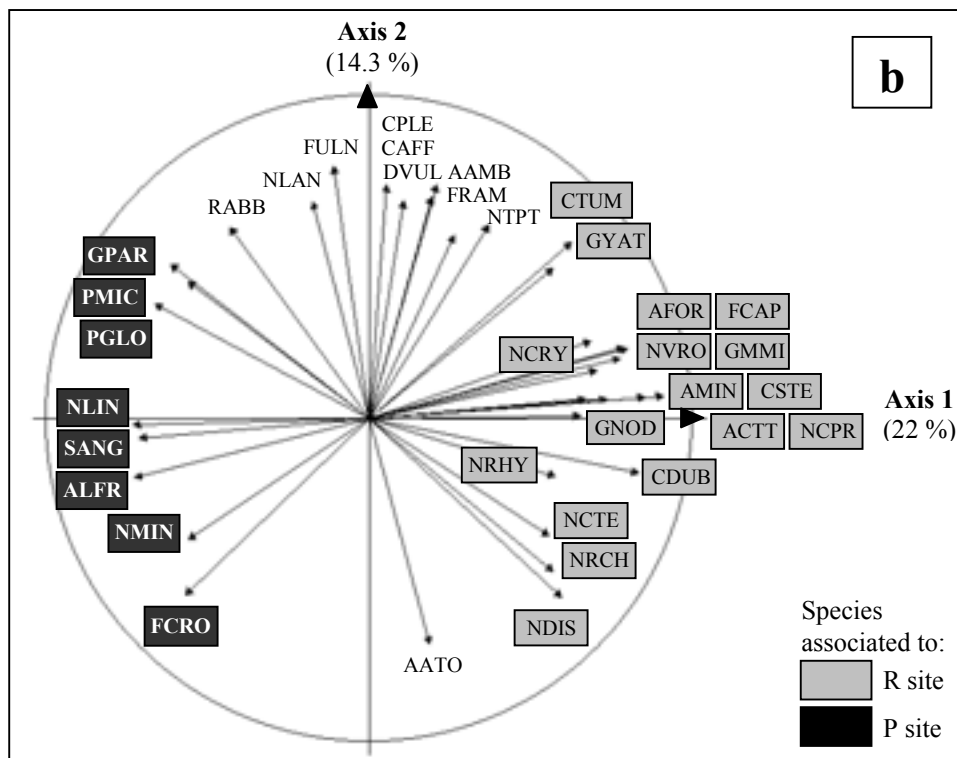 Axis 2
(14.3 %)
b
CPLE
CAFF
FULN
DVUL AAMB
NLAN
FRAM
RABB
NTPT
CTUM
GYAT
GPAR
PMIC
PGLO
AFOR FCAP
NCRY NVRO GMMI
AMIN CSTE
Axis 1
(22 %)
NLIN
GNOD ACTT NCPR
SANG
NRHY CDUB
ALFR
NCTE
NMIN
NRCH
FCRO
NDIS
AATO
Species
associated to:
R site
P site